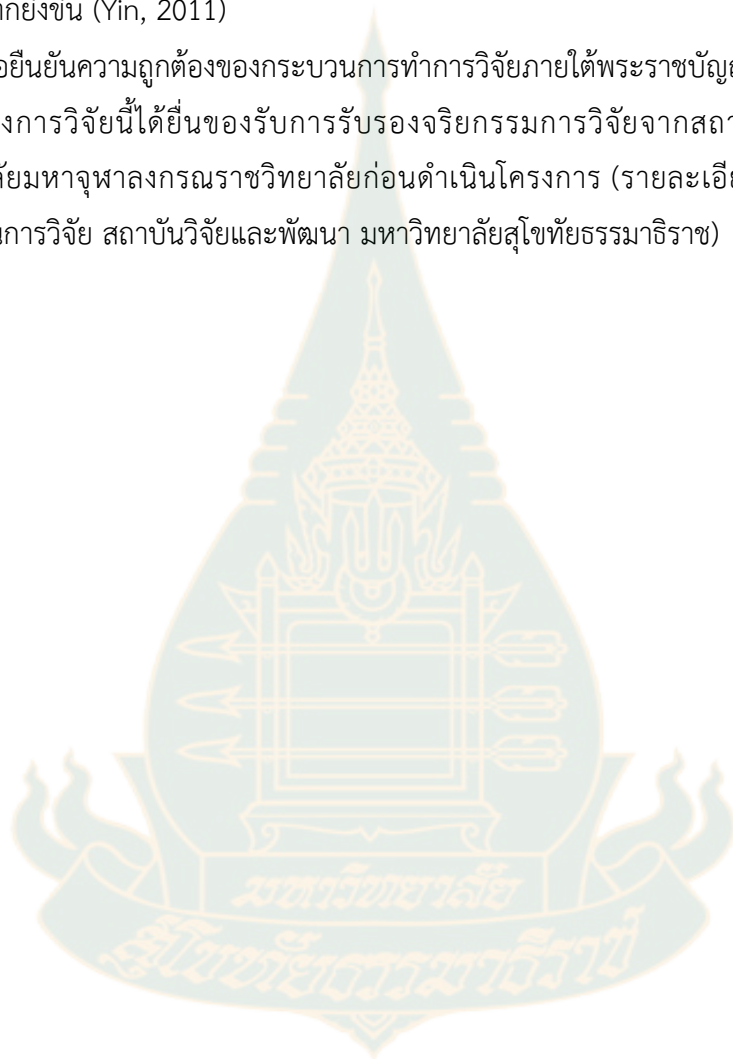 ากยิ่งขึ้น (Yin, 2011)
อยืนยันความถูกต้องของกระบวนการทำการวิจัยภายใต้พระราชบัญญ
งการวิจัยนี้ได้ยื่นของรับการรับรองจริยกรรมการวิจัยจากสถา
ลัยมหาจุฬาลงกรณราชวิทยาลัยก่อนดำเนินโครงการ (รายละเอีย
นการวิจัย สถาบันวิจัยและพัฒนา มหาวิทยาลัยสุโขทัยธรรมาธิราช)
มหาวิทยาลัย
สุโขทัยธรรมาธิราช